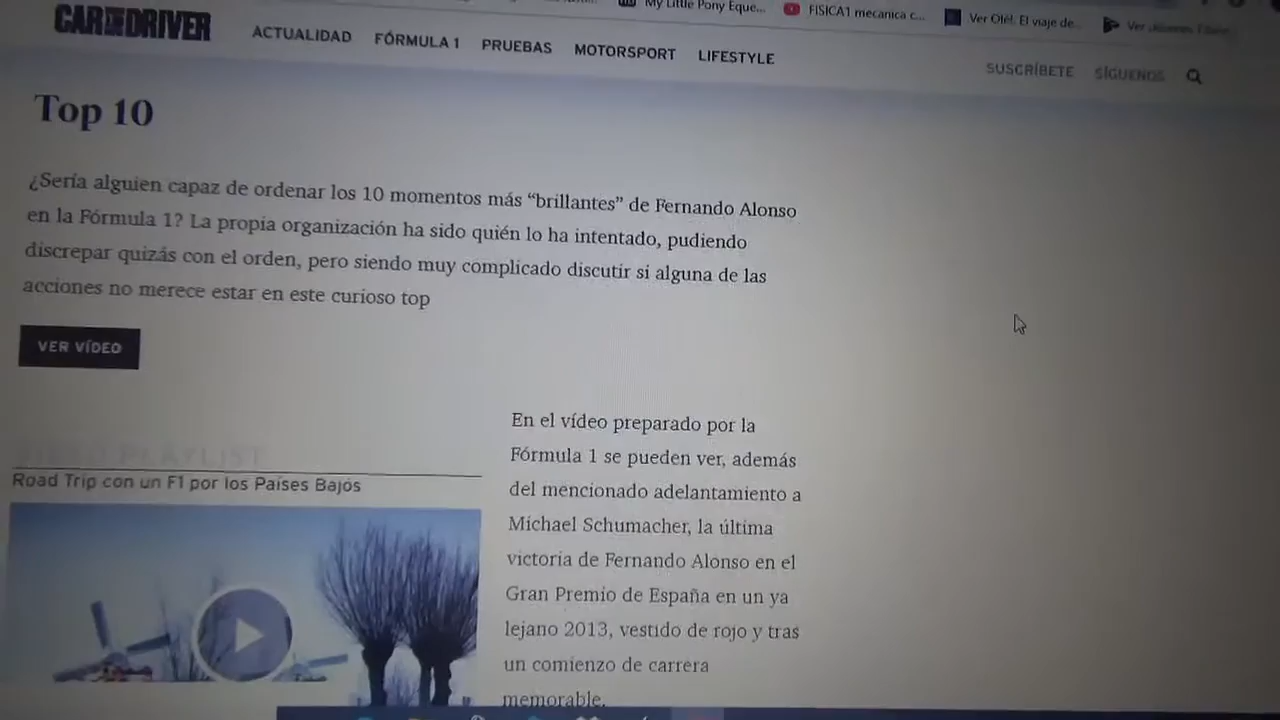 My Little Pony Eque...
FISICA1 mecanica c...
Ver Olé!. El viaje de...
Ver
CAR AND DRIVER
ACTUALIDAD
FÓRMULA 1
PRUEBAS
MOTORSPORT
LIFESTYLE
SUSCRÍBETE
SÍGUENOS
Top 10
¿Sería alguien capaz de ordenar los 10 momentos más “brillantes” de Fernando Alonso
en la Fórmula 1? La propia organización ha sido quién lo ha intentado, pudiendo
discrepar quizás con el orden, pero siendo muy complicado discutir si alguna de las
acciones no merece estar en este curioso top
VER VÍDEO
VIDEO PLAYLIST
Road Trip con un F1 por los Países Bajos
En el vídeo preparado por la
Fórmula 1 se pueden ver, además
del mencionado adelantamiento a
Michael Schumacher, la última
victoria de Fernando Alonso en el
Gran Premio de España en un ya
lejano 2013, vestido de rojo y tras
un comienzo de carrera
memorable.